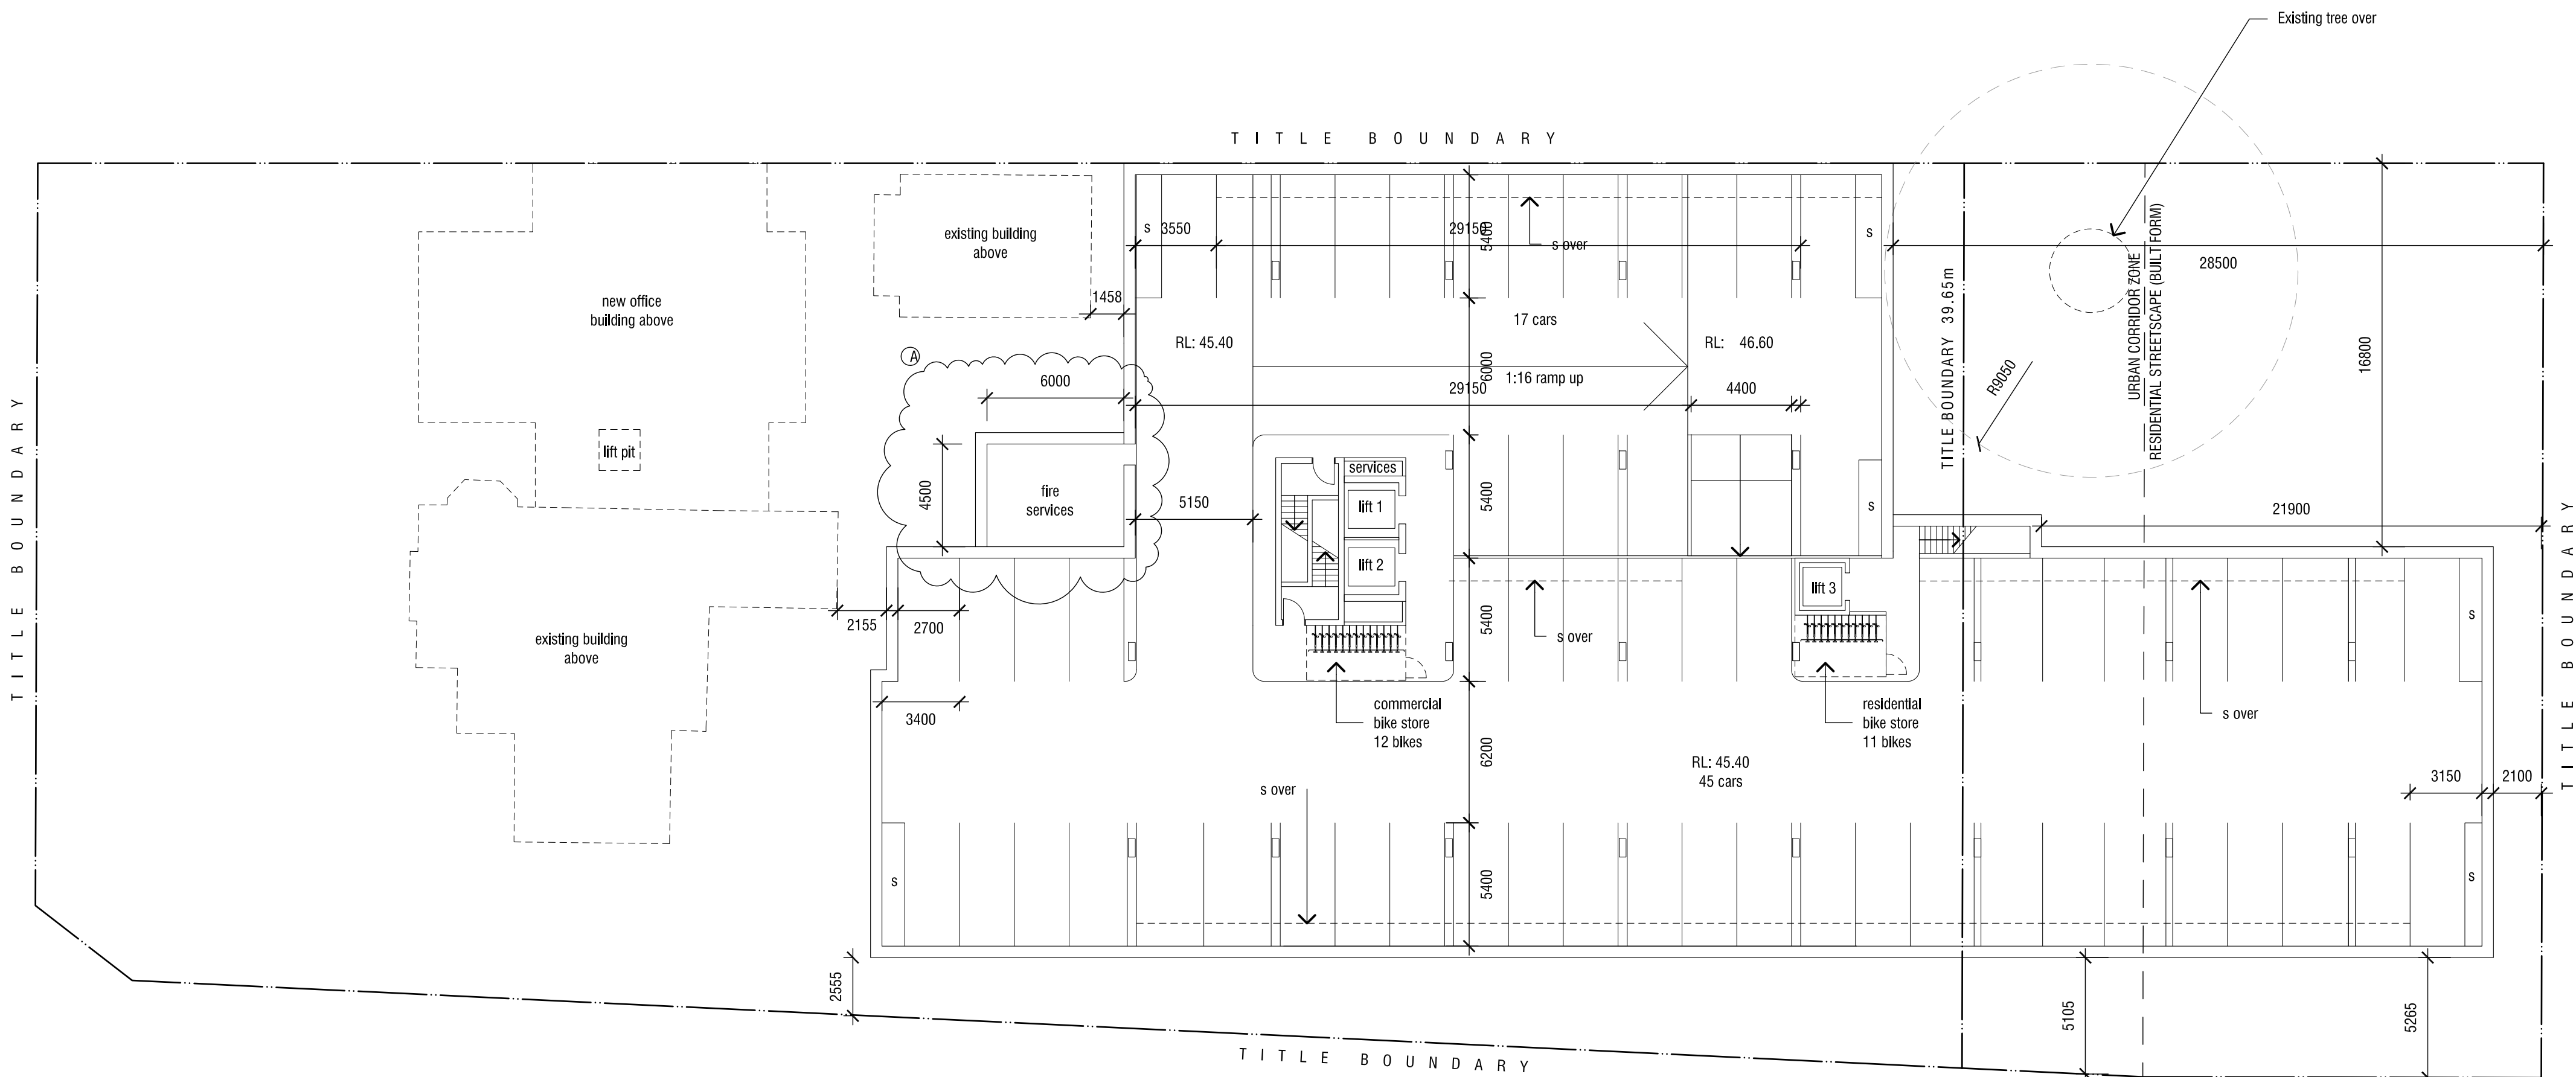 Existing tree over
TITLE BOUNDARY
existing building
above
new office
building above
lift pit
existing building
above
1458
A
6000
4500
fire
services
2155
2700
3400
s
3550
29150
5400
s over
s
17 cars
RL: 45.40
RL: 46.60
6000
1:16 ramp up
29150
4400
5150
5400
services
lift 1
lift 2
s
5400
s over
lift 3
commercial
bike store
12 bikes
residential
bike store
11 bikes
6200
RL: 45.40
45 cars
s over
s over
5400
s
s
s
3150
2100
28500
16800
21900
R9050
TITLE BOUNDARY 39.65m
URBAN CORRIDOR ZONE
RESIDENTIAL STREETSCAPE (BUILT FORM)
TITLE BOUNDARY
TITLE BOUNDARY
2555
5105
5265
TITLE BOUNDARY